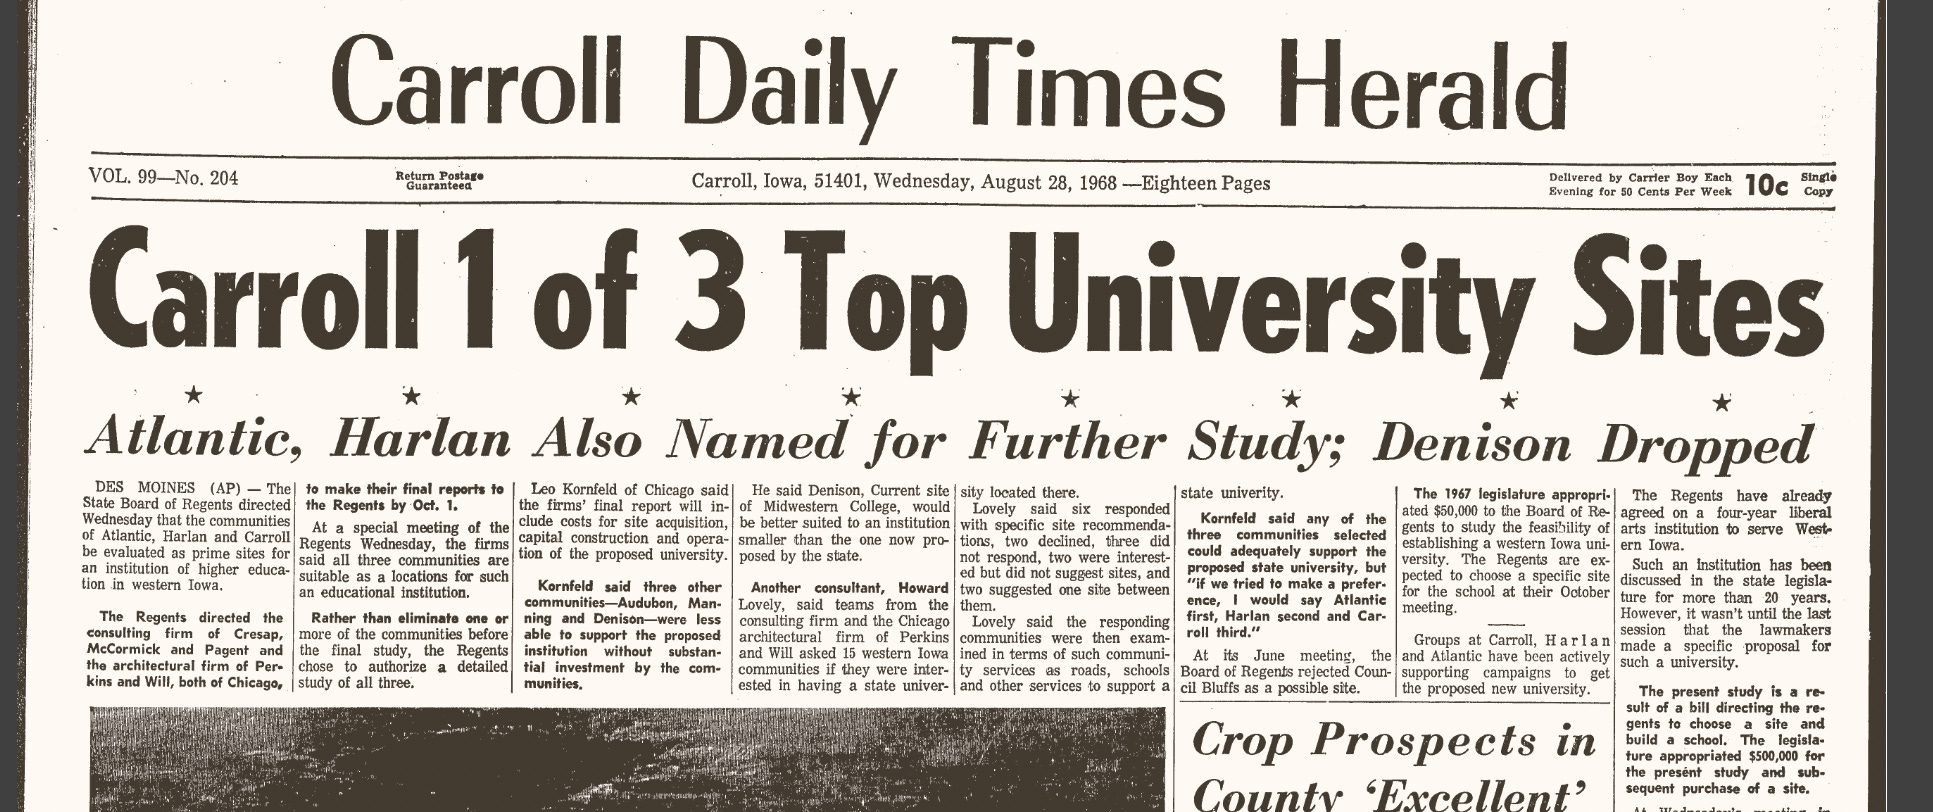 Carroll Daily Times Herald
VOL. 99—No. 204
Return Postage
Guaranteed
Carroll, Iowa, 51401, Wednesday, August 28, 1968 —Eighteen Pages
Delivered by Carrier Boy Each
Evening for 50 Cents Per Week
10c
Single
Copy
Carroll 1 of 3 Top University Sites
Atlantic, Harlan Also Named for Further Study; Denison Dropped
DES MOINES (AP) — The
State Board of Regents directed
Wednesday that the communities
of Atlantic, Harlan and Carroll
be evaluated as prime sites for
an institution of higher educa-
tion in western Iowa.
The Regents directed the
consulting firm of Cresap,
McCormick and Pagent and
the architectural firm of Per-
kins and Will, both of Chicago,
to make their final reports to
the Regents by Oct. 1.
At a special meeting of the
Regents Wednesday, the firms
said all three communities are
suitable as a locations for such
an educational institution.
Rather than eliminate one or
more of the communities before
the final study, the Regents
chose to authorize a detailed
study of all three.
Leo Kornfeld of Chicago said
the firms' final report will in-
clude costs for site acquisition,
capital construction and opera-
tion of the proposed university.
Kornfeld said three other
communities—Audubon, Man-
ning and Denison—were less
able to support the proposed
institution without substan-
tial investment by the com-
munities.
He said Denison, Current site
of Midwestern College, would
be better suited to an institution
smaller than the one now pro-
posed by the state.
Another consultant, Howard
Lovely, said teams from the
consulting firm and the Chicago
architectural firm of Perkins
and Will asked 15 western Iowa
communities if they were inter-
ested in having a state univer-
sity located there.
Lovely said six responded
with specific site recommenda-
tions, two declined, three did
not respond, two were interest-
ed but did not suggest sites, and
two suggested one site between
them.
Lovely said the responding
communities were then exam-
ined in terms of such communi-
ty services as roads, schools
and other services to support a
state univerity.
Kornfeld said any of the
three communities selected
could adequately support the
proposed state university, but
"if we tried to make a prefer-
ence, I would say Atlantic
first, Harlan second and Car-
roll third."
At its June meeting, the
Board of Regents rejected Coun-
cil Bluffs as a possible site.
The 1967 legislature appropri-
ated $50,000 to the Board of Re-
gents to study the feasibility of
establishing a western Iowa uni-
versity. The Regents are ex-
pected to choose a specific site
for the school at their October
meeting.
Groups at Carroll, Harlan
and Atlantic have been actively
supporting campaigns to get
the proposed new university.
The Regents have already
agreed on a four-year liberal
arts institution to serve West-
ern Iowa.
Such an institution has been
discussed in the state legisla-
ture for more than 20 years.
However, it wasn't until the last
session that the lawmakers
made a specific proposal for
such a university.
The present study is a re-
sult of a bill directing the re-
gents to choose a site and
build a school. The legisla-
ture appropriated $500,000 for
the present study and sub-
sequent purchase of a site.
Crop Prospects in
County 'Excellent'